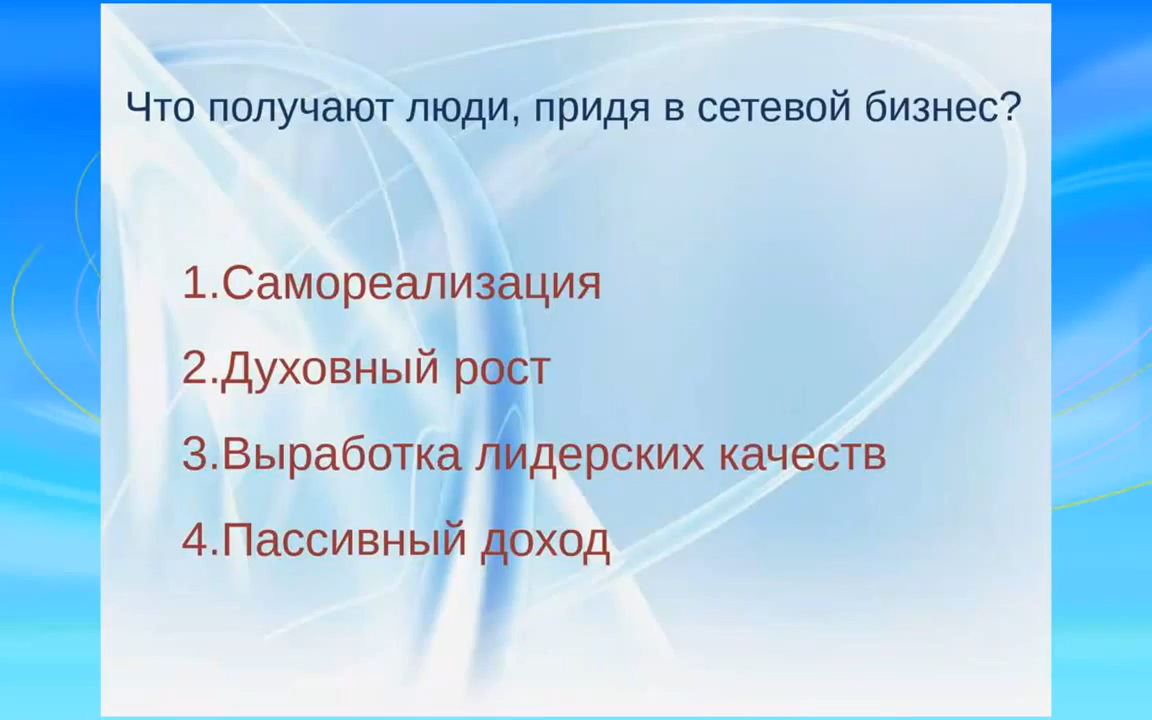 Что получают люди, придя в сетевой бизнес?
1.Самореализация
2.Духовный рост
3.Выработка лидерских качеств
4.Пассивный доход